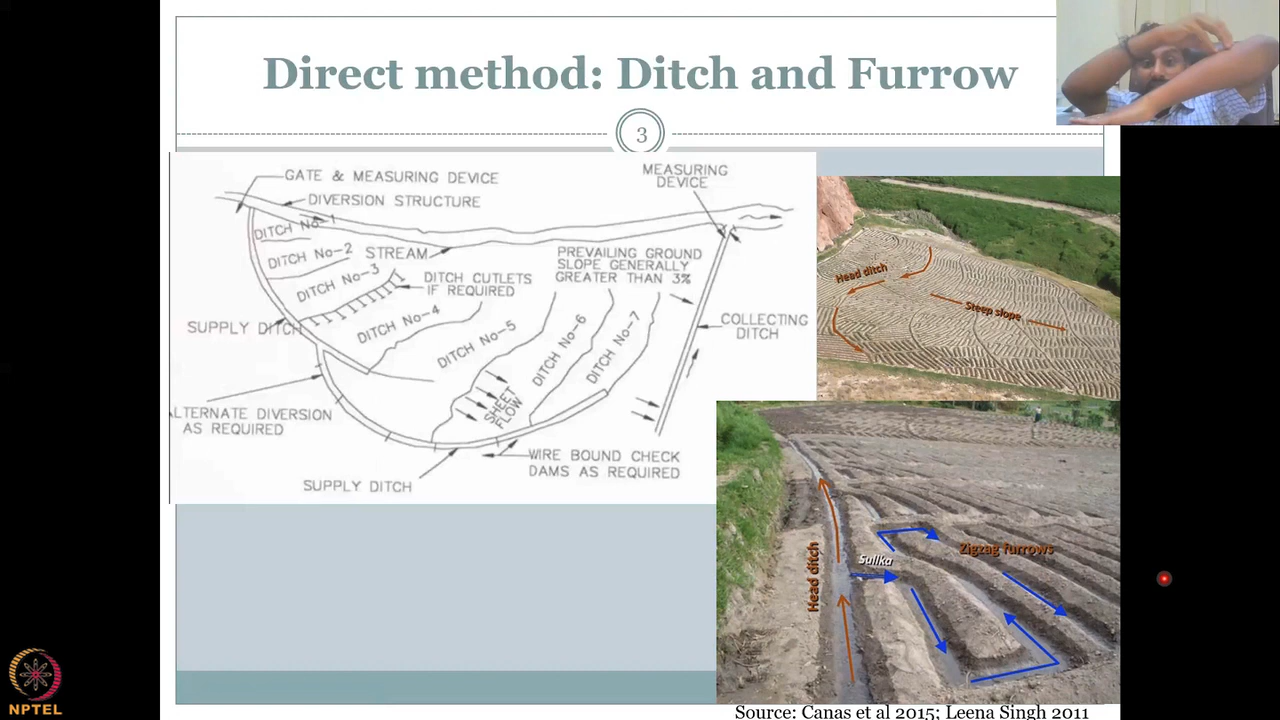 Direct method: Ditch and Furrow
3
GATE & MEASURING DEVICE
DIVERSION STRUCTURE
MEASURING
DEVICE
DITCH No-1
DITCH No-2
STREAM
DITCH No-3
DITCH CUTLETS
IF REQUIRED
PREVAILING GROUND
SLOPE GENERALLY
GREATER THAN 3%
SUPPLY DITCH
DITCH No-4
DITCH No-5
DITCH No-6
DITCH No-7
COLLECTING
DITCH
SHEET
FLOW
LTERNATE DIVERSION
AS REQUIRED
WIRE BOUND CHECK
DAMS AS REQUIRED
SUPPLY DITCH
Head ditch
Steep slope
Head ditch
Sullka
Zigzag furrows
Source: Canas et al 2015; Leena Singh 2011
NPTEL